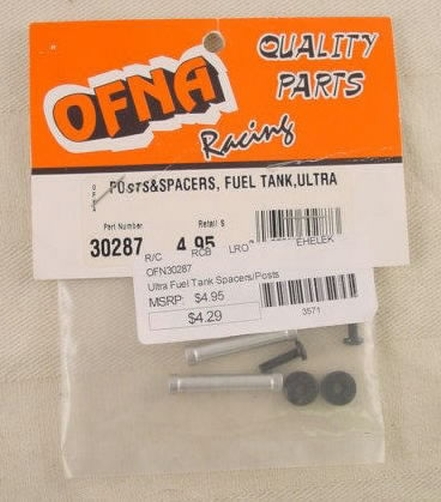 OFNA
Racing
QUALITY
PARTS
POSTS&SPACERS, FUEL TANK,ULTRA
Part Number
Retail $
30287
4.95
R/C RCB LRO EHELEK
OFN30287
Ultra Fuel Tank Spacers/Posts
MSRP: $4.95
$4.29
3571